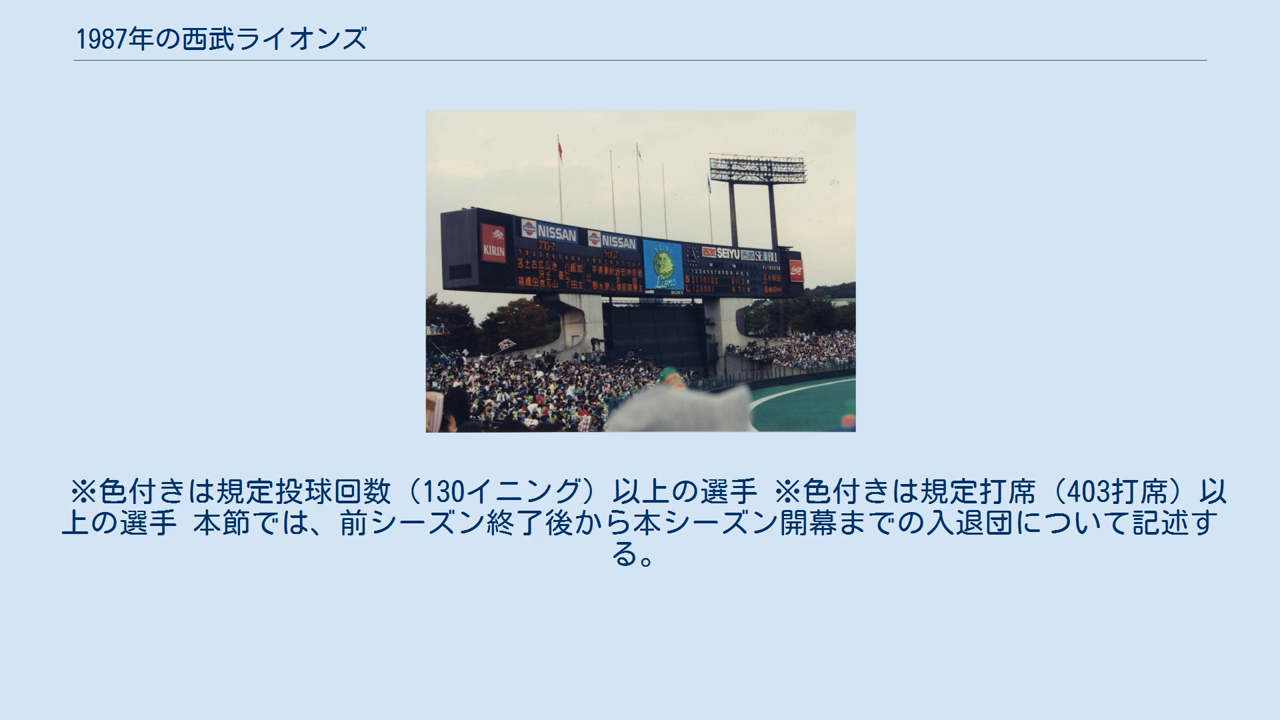 1987年の西武ライオンズ
KIRIN
NISSAN
NISSAN
Lions
SEIYU
SEIBU
SONY
※色付きは規定投球回数（130イニング）以上の選手 ※色付きは規定打席（403打席）以
上の選手 本節では、前シーズン終了後から本シーズン開幕までの入退団について記述す
る。